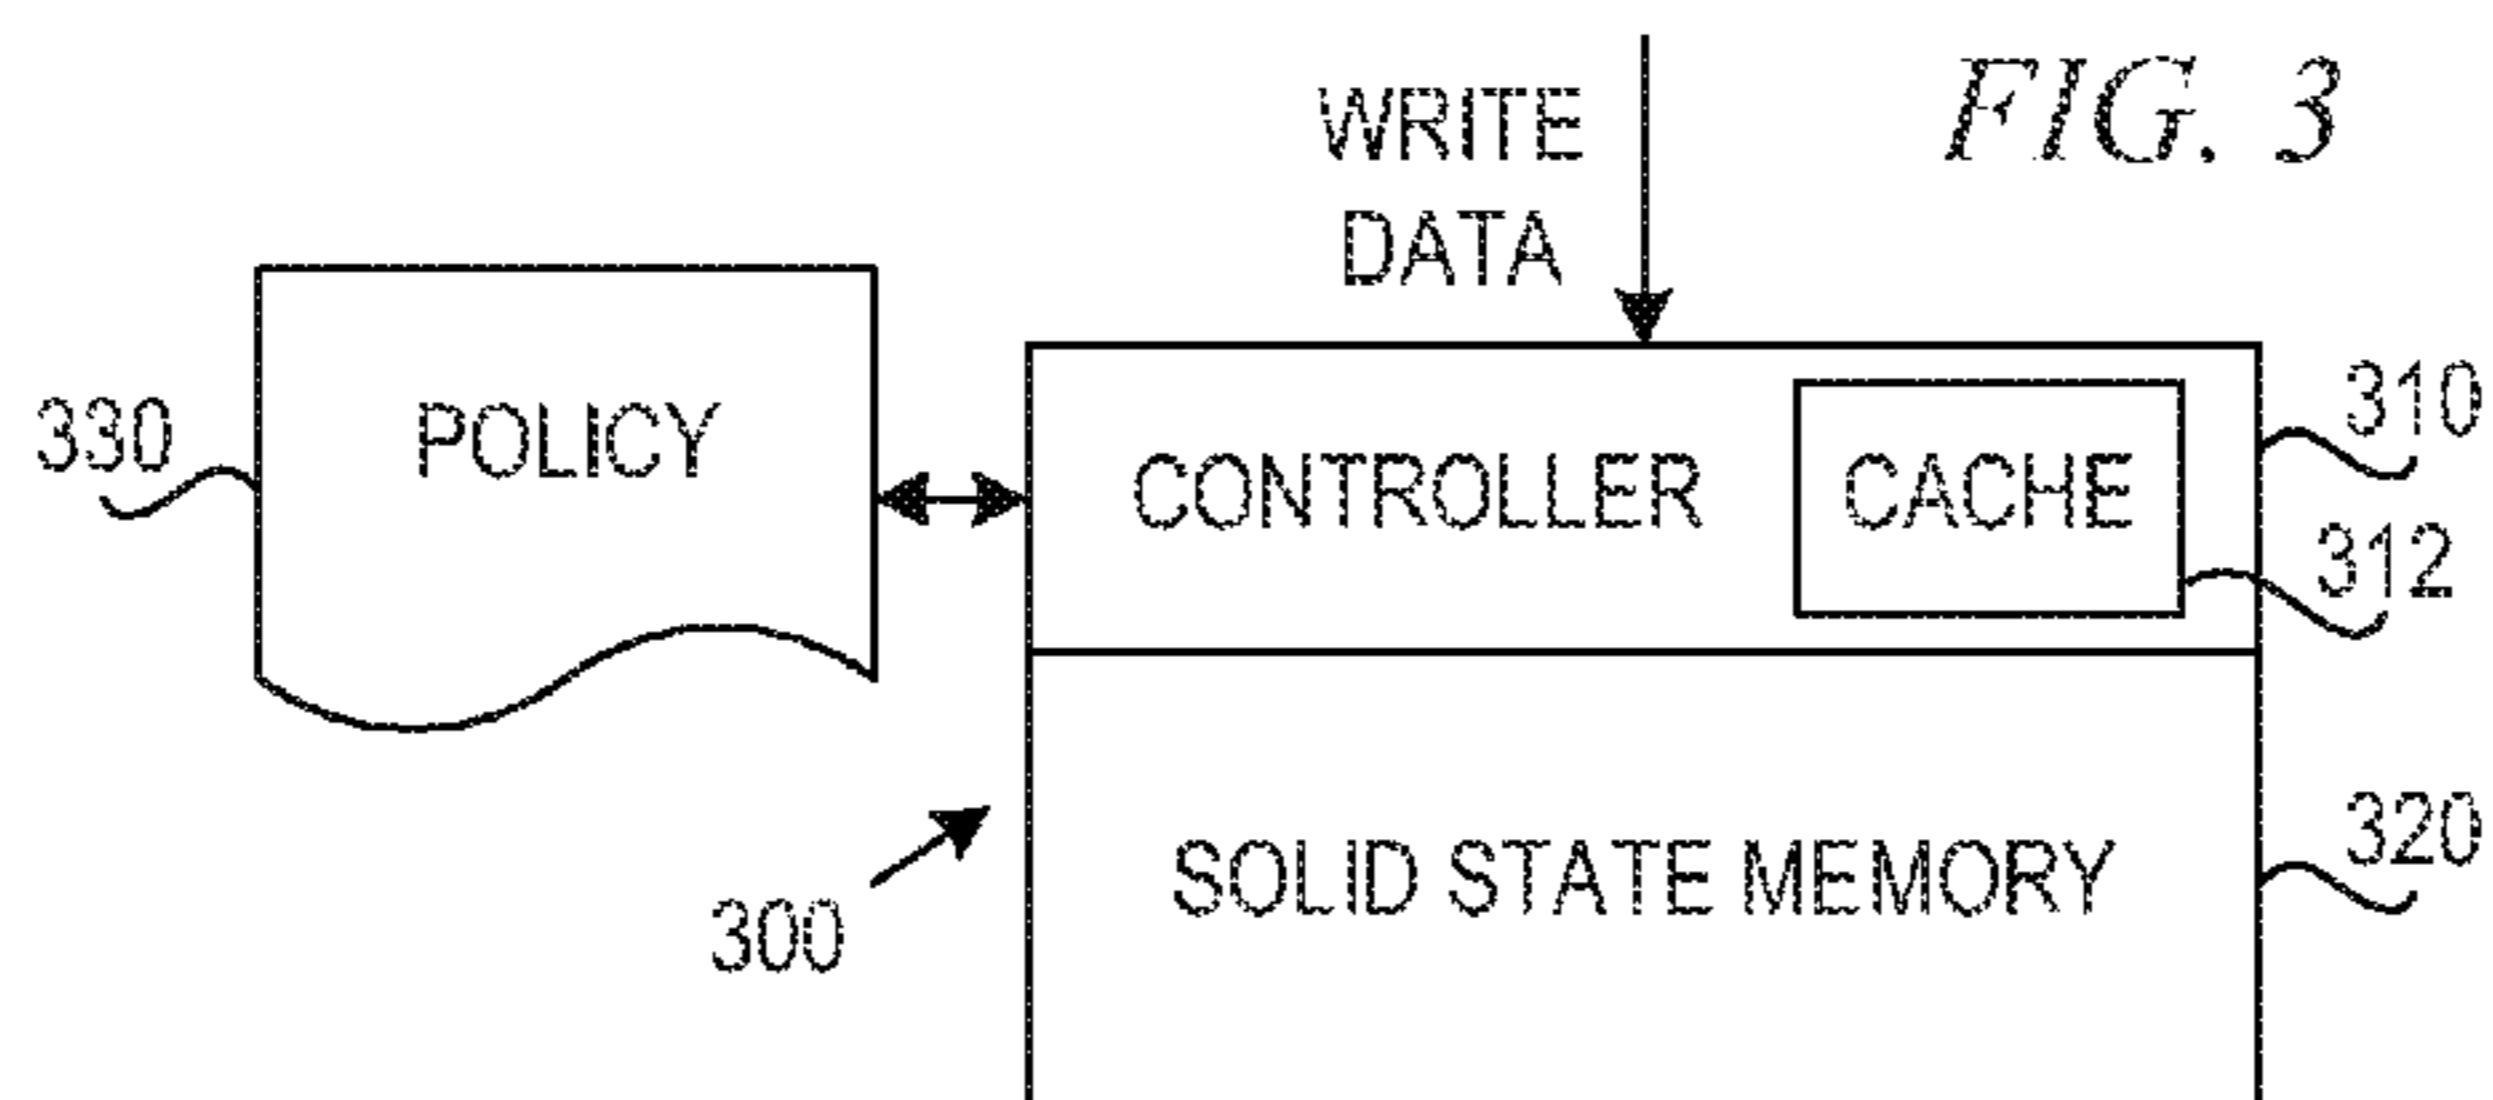 FIG. 3
WRITE
DATA
330
POLICY
310
CONTROLLER
CACHE
312
320
SOLID STATE MEMORY
300